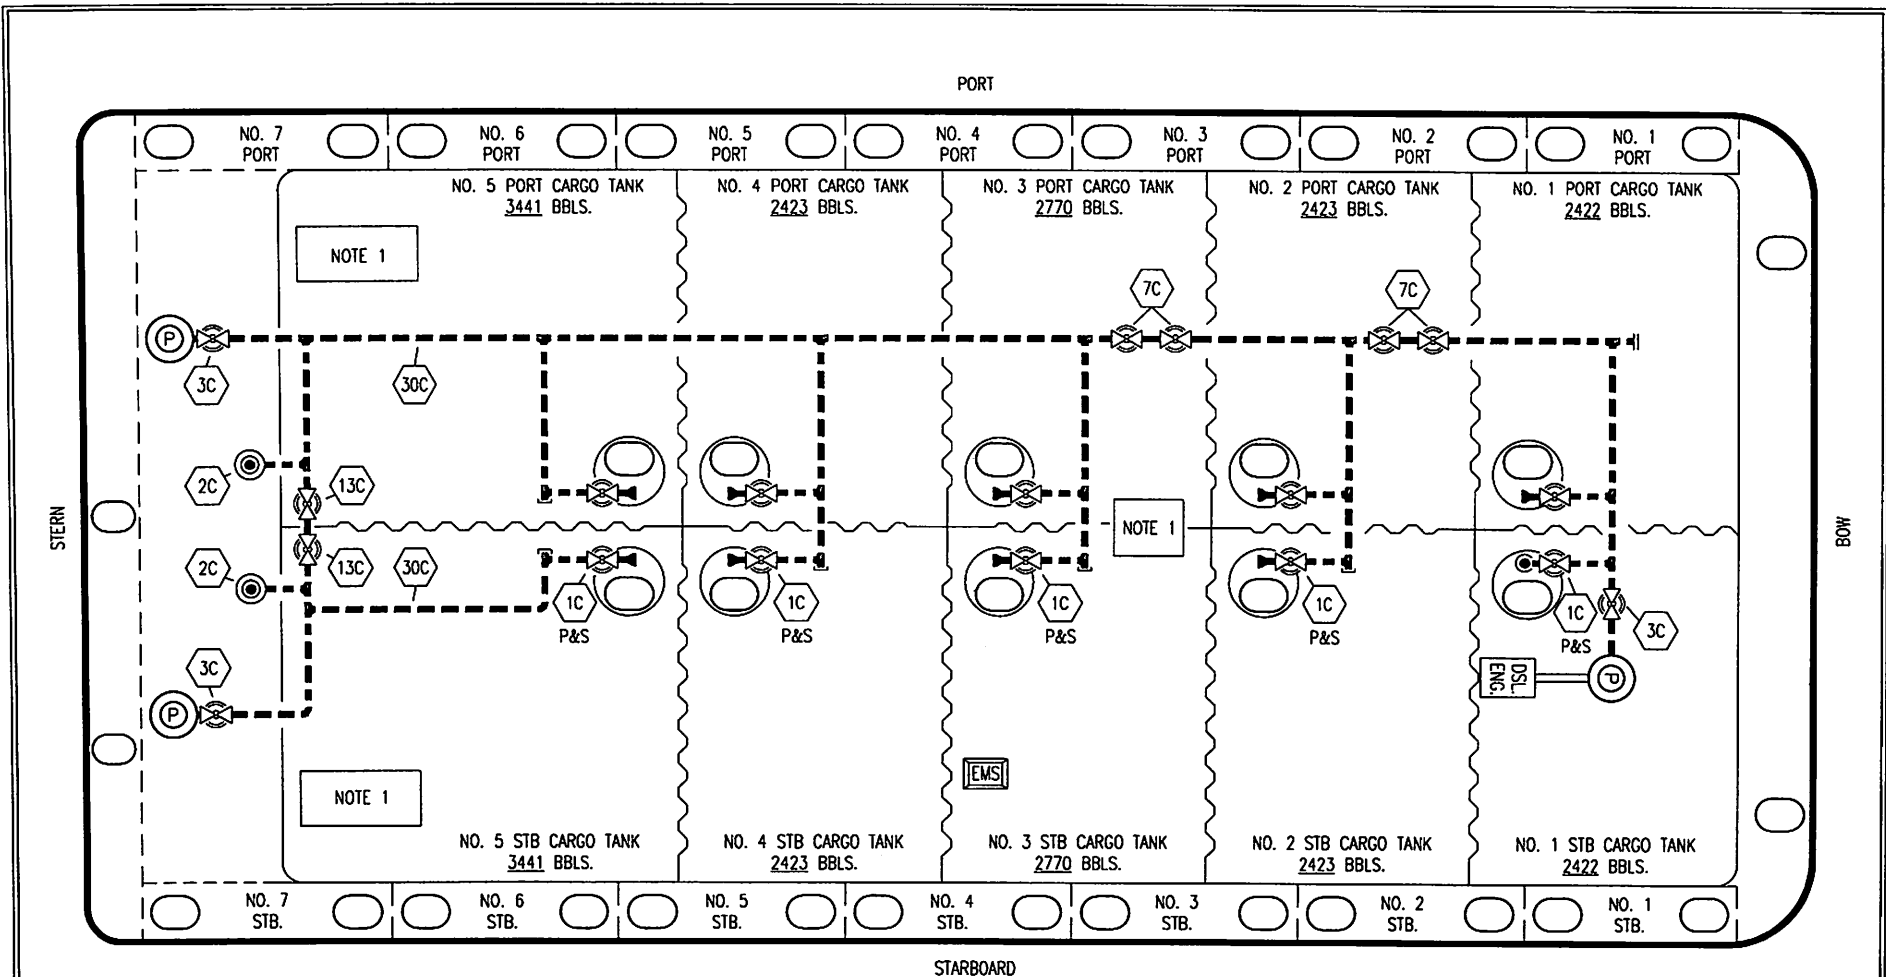 PORT
NO. 7
PORT
NO. 6
PORT
NO. 5
PORT
NO. 4
PORT
NO. 3
PORT
NO. 2
PORT
NO. 1
PORT
NO. 5 PORT CARGO TANK
3441 BBLS.
NO. 4 PORT CARGO TANK
2423 BBLS.
NO. 3 PORT CARGO TANK
2770 BBLS.
NO. 2 PORT CARGO TANK
2423 BBLS.
NO. 1 PORT CARGO TANK
2422 BBLS.
NOTE 1
7C
7C
P
3C
30C
2C
13C
STERN
NOTE 1
BOW
2C
13C
30C
1C
P&S
1C
P&S
1C
P&S
1C
P&S
1C
P&S
3C
3C
P
DSL.
ENG.
P
EMS
NOTE 1
NO. 5 STB CARGO TANK
3441 BBLS.
NO. 4 STB CARGO TANK
2423 BBLS.
NO. 3 STB CARGO TANK
2770 BBLS.
NO. 2 STB CARGO TANK
2423 BBLS.
NO. 1 STB CARGO TANK
2422 BBLS.
NO. 7
STB.
NO. 6
STB.
NO. 5
STB.
NO. 4
STB.
NO. 3
STB.
NO. 2
STB.
NO. 1
STB.
STARBOARD